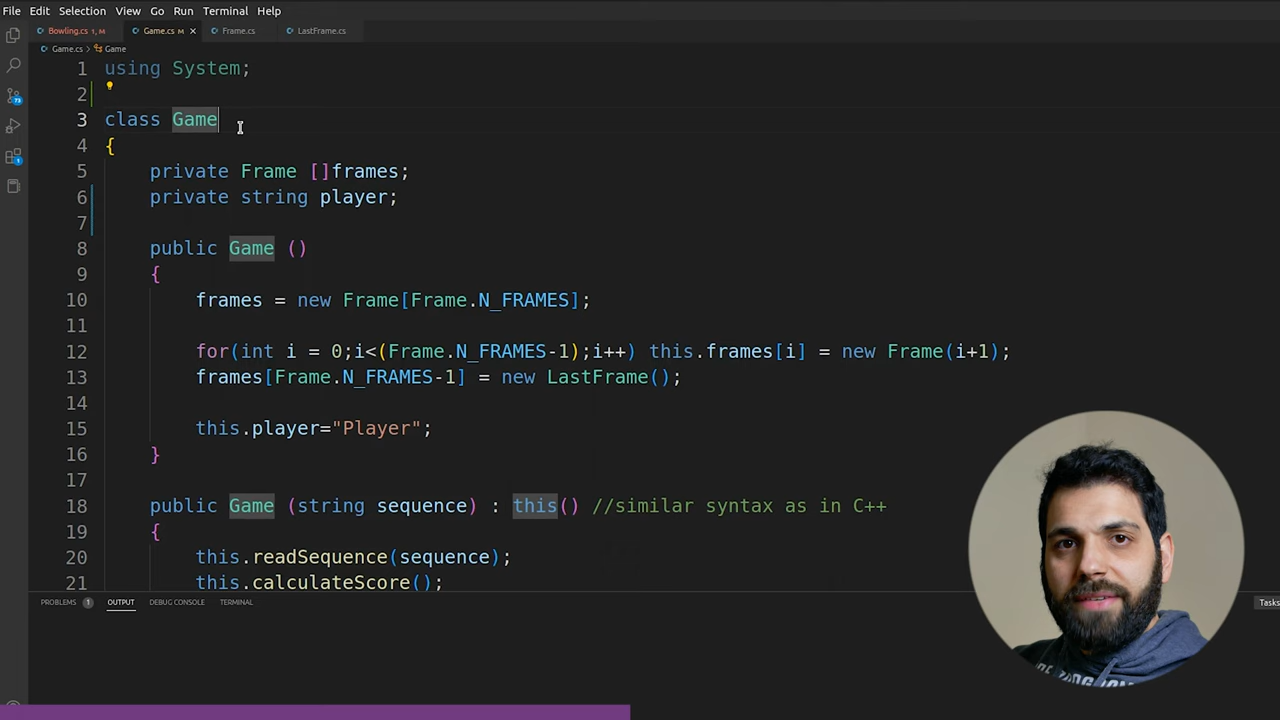 File Edit Selection View Go Run Terminal Help
Bowling.cs 1, M Game.cs M Frame.cs LastFrame.cs
Game.cs > Game
1 using System;
2
3 class Game
4 {
5 private Frame []frames;
6 private string player;
7
8 public Game ()
9 {
10 frames = new Frame[Frame.N_FRAMES];
11
12 for(int i = 0;i<(Frame.N_FRAMES-1);i++) this.frames[i] = new Frame(i+1);
13 frames[Frame.N_FRAMES-1] = new LastFrame();
14
15 this.player="Player";
16 }
17
18 public Game (string sequence) : this() //similar syntax as in C++
19 {
20 this.readSequence(sequence);
21 this.calculateScore();
PROBLEMS 1 OUTPUT DEBUG CONSOLE TERMINAL Tasks